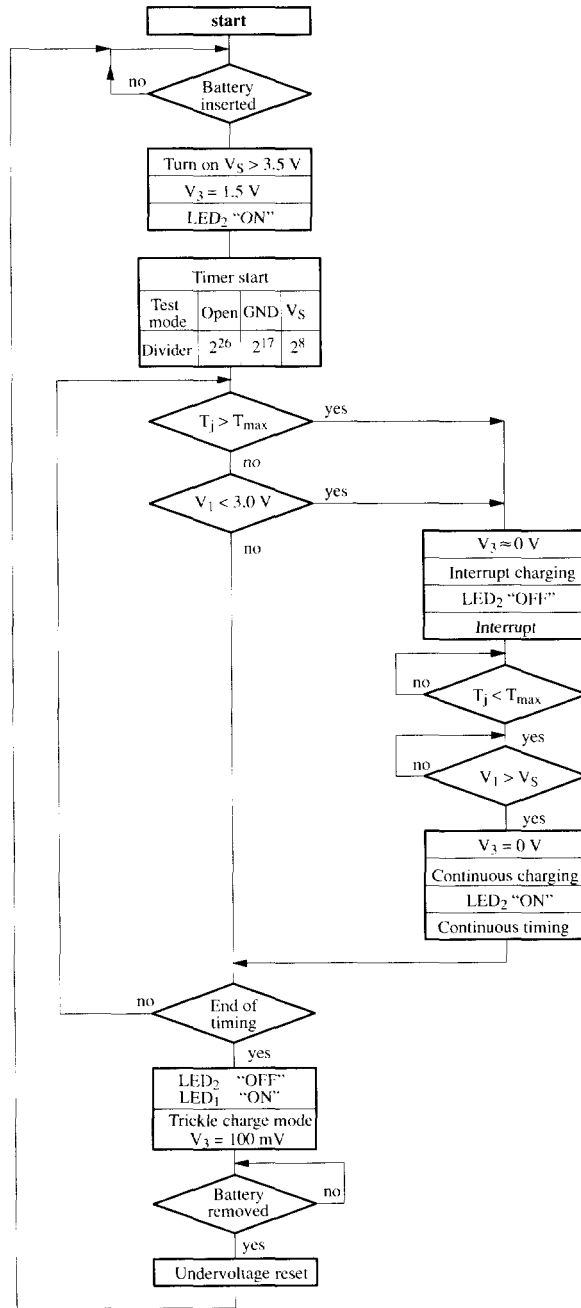 start
no
Battery
inserted
Turn on V_S > 3.5 V
V_3 = 1.5 V
LED_2 “ON”
Timer start
Test
mode
Open
GND
V_S
Divider
2^26
2^17
2^8
T_j > T_max
yes
no
V_1 < 3.0 V
yes
no
V_3 ≈ 0 V
Interrupt charging
LED_2 “OFF”
Interrupt
no
T_j < T_max
yes
no
V_1 > V_S
yes
V_3 = 0 V
Continuous charging
LED_2 “ON”
Continuous timing
no
End of
timing
yes
LED_2 “OFF”
LED_1 “ON”
Trickle charge mode
V_3 = 100 mV
Battery
removed
no
yes
Undervoltage reset